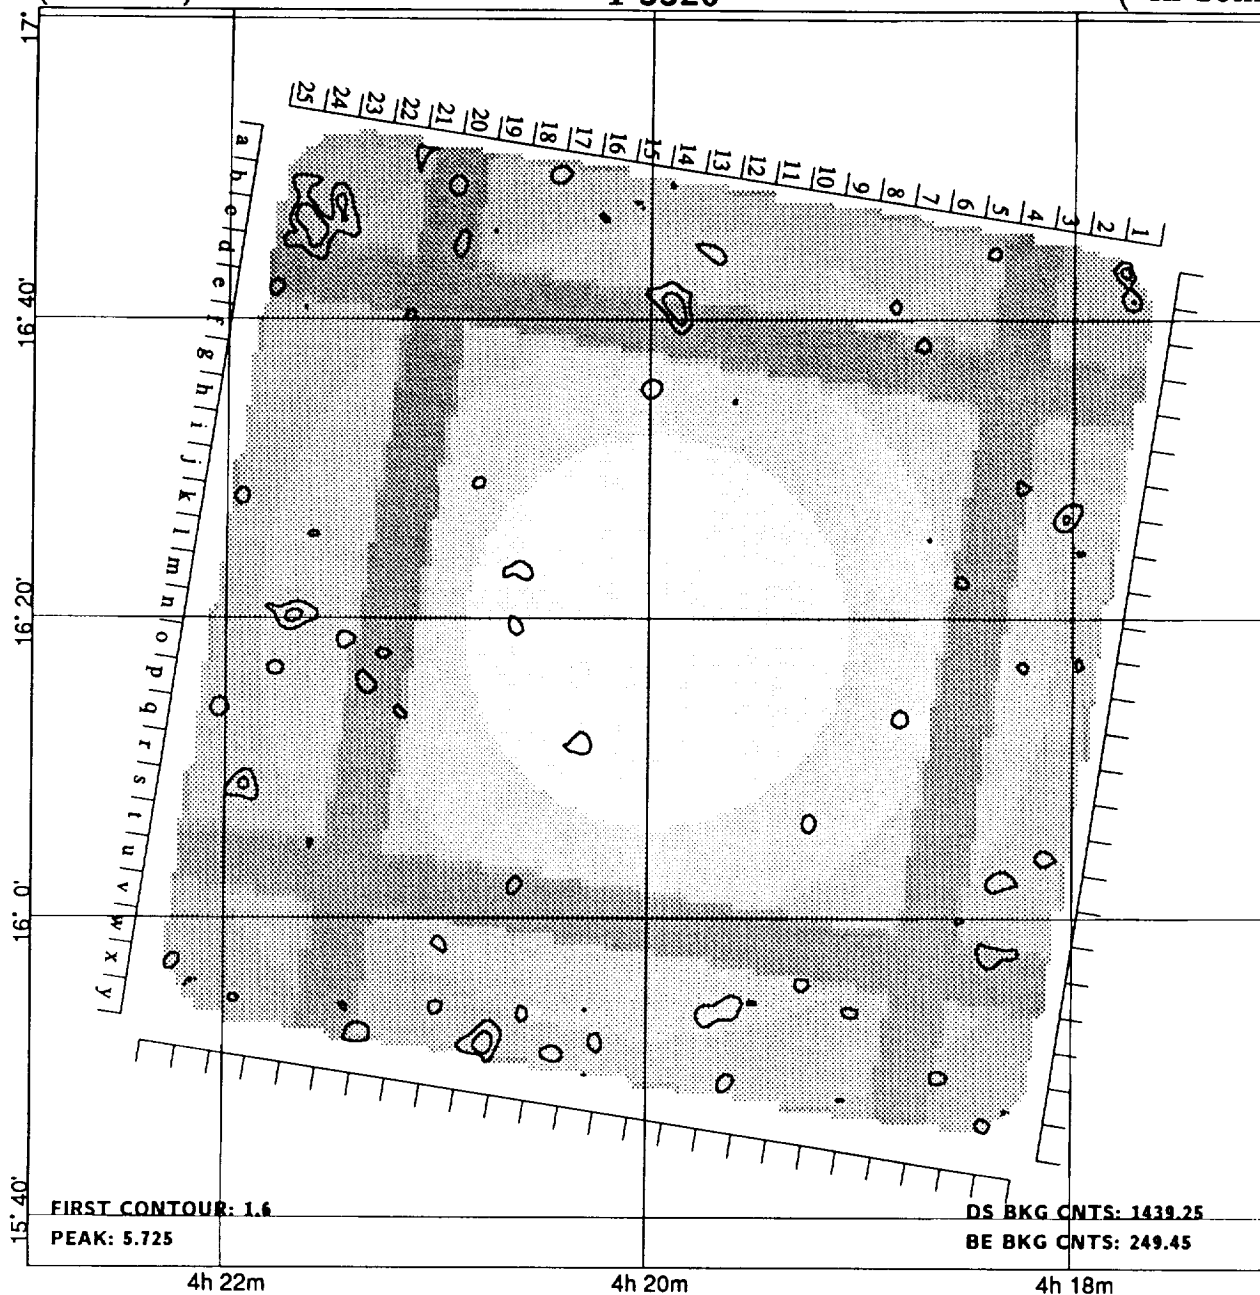 17°
25 24 23 22 21 20 19 18 17 16 15 14 13 12 11 10 9 8 7 6 5 4 3 2 1
a b c d e f g h i j k l m n o p q r s t u v w x y
16° 40'
16° 20'
16° 0'
15° 40'
FIRST CONTOUR: 1.6
PEAK: 5.725
DS BKG CNTS: 1439.25
BE BKG CNTS: 249.45
4h 22m
4h 20m
4h 18m